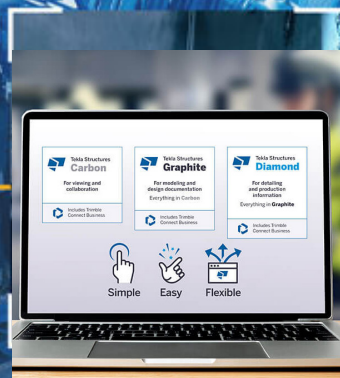 Tekla Structures
Carbon
For viewing and
collaboration
Includes Trimble
Connect Business
Tekla Structures
Graphite
For modeling and
design documentation
Everything in Carbon
Includes Trimble
Connect Business
Tekla Structures
Diamond
For detailing
and production
information
Everything in Graphite
Includes Trimble
Connect Business
Simple
Easy
Flexible